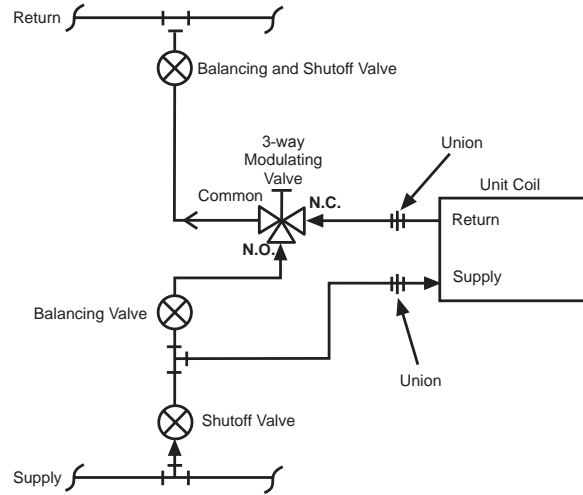 Return
Balancing and Shutoff Valve
3-way
Modulating
Valve
Union
Unit Coil
Common
N.C.
Return
N.O.
Supply
Balancing Valve
Union
Shutoff Valve
Supply